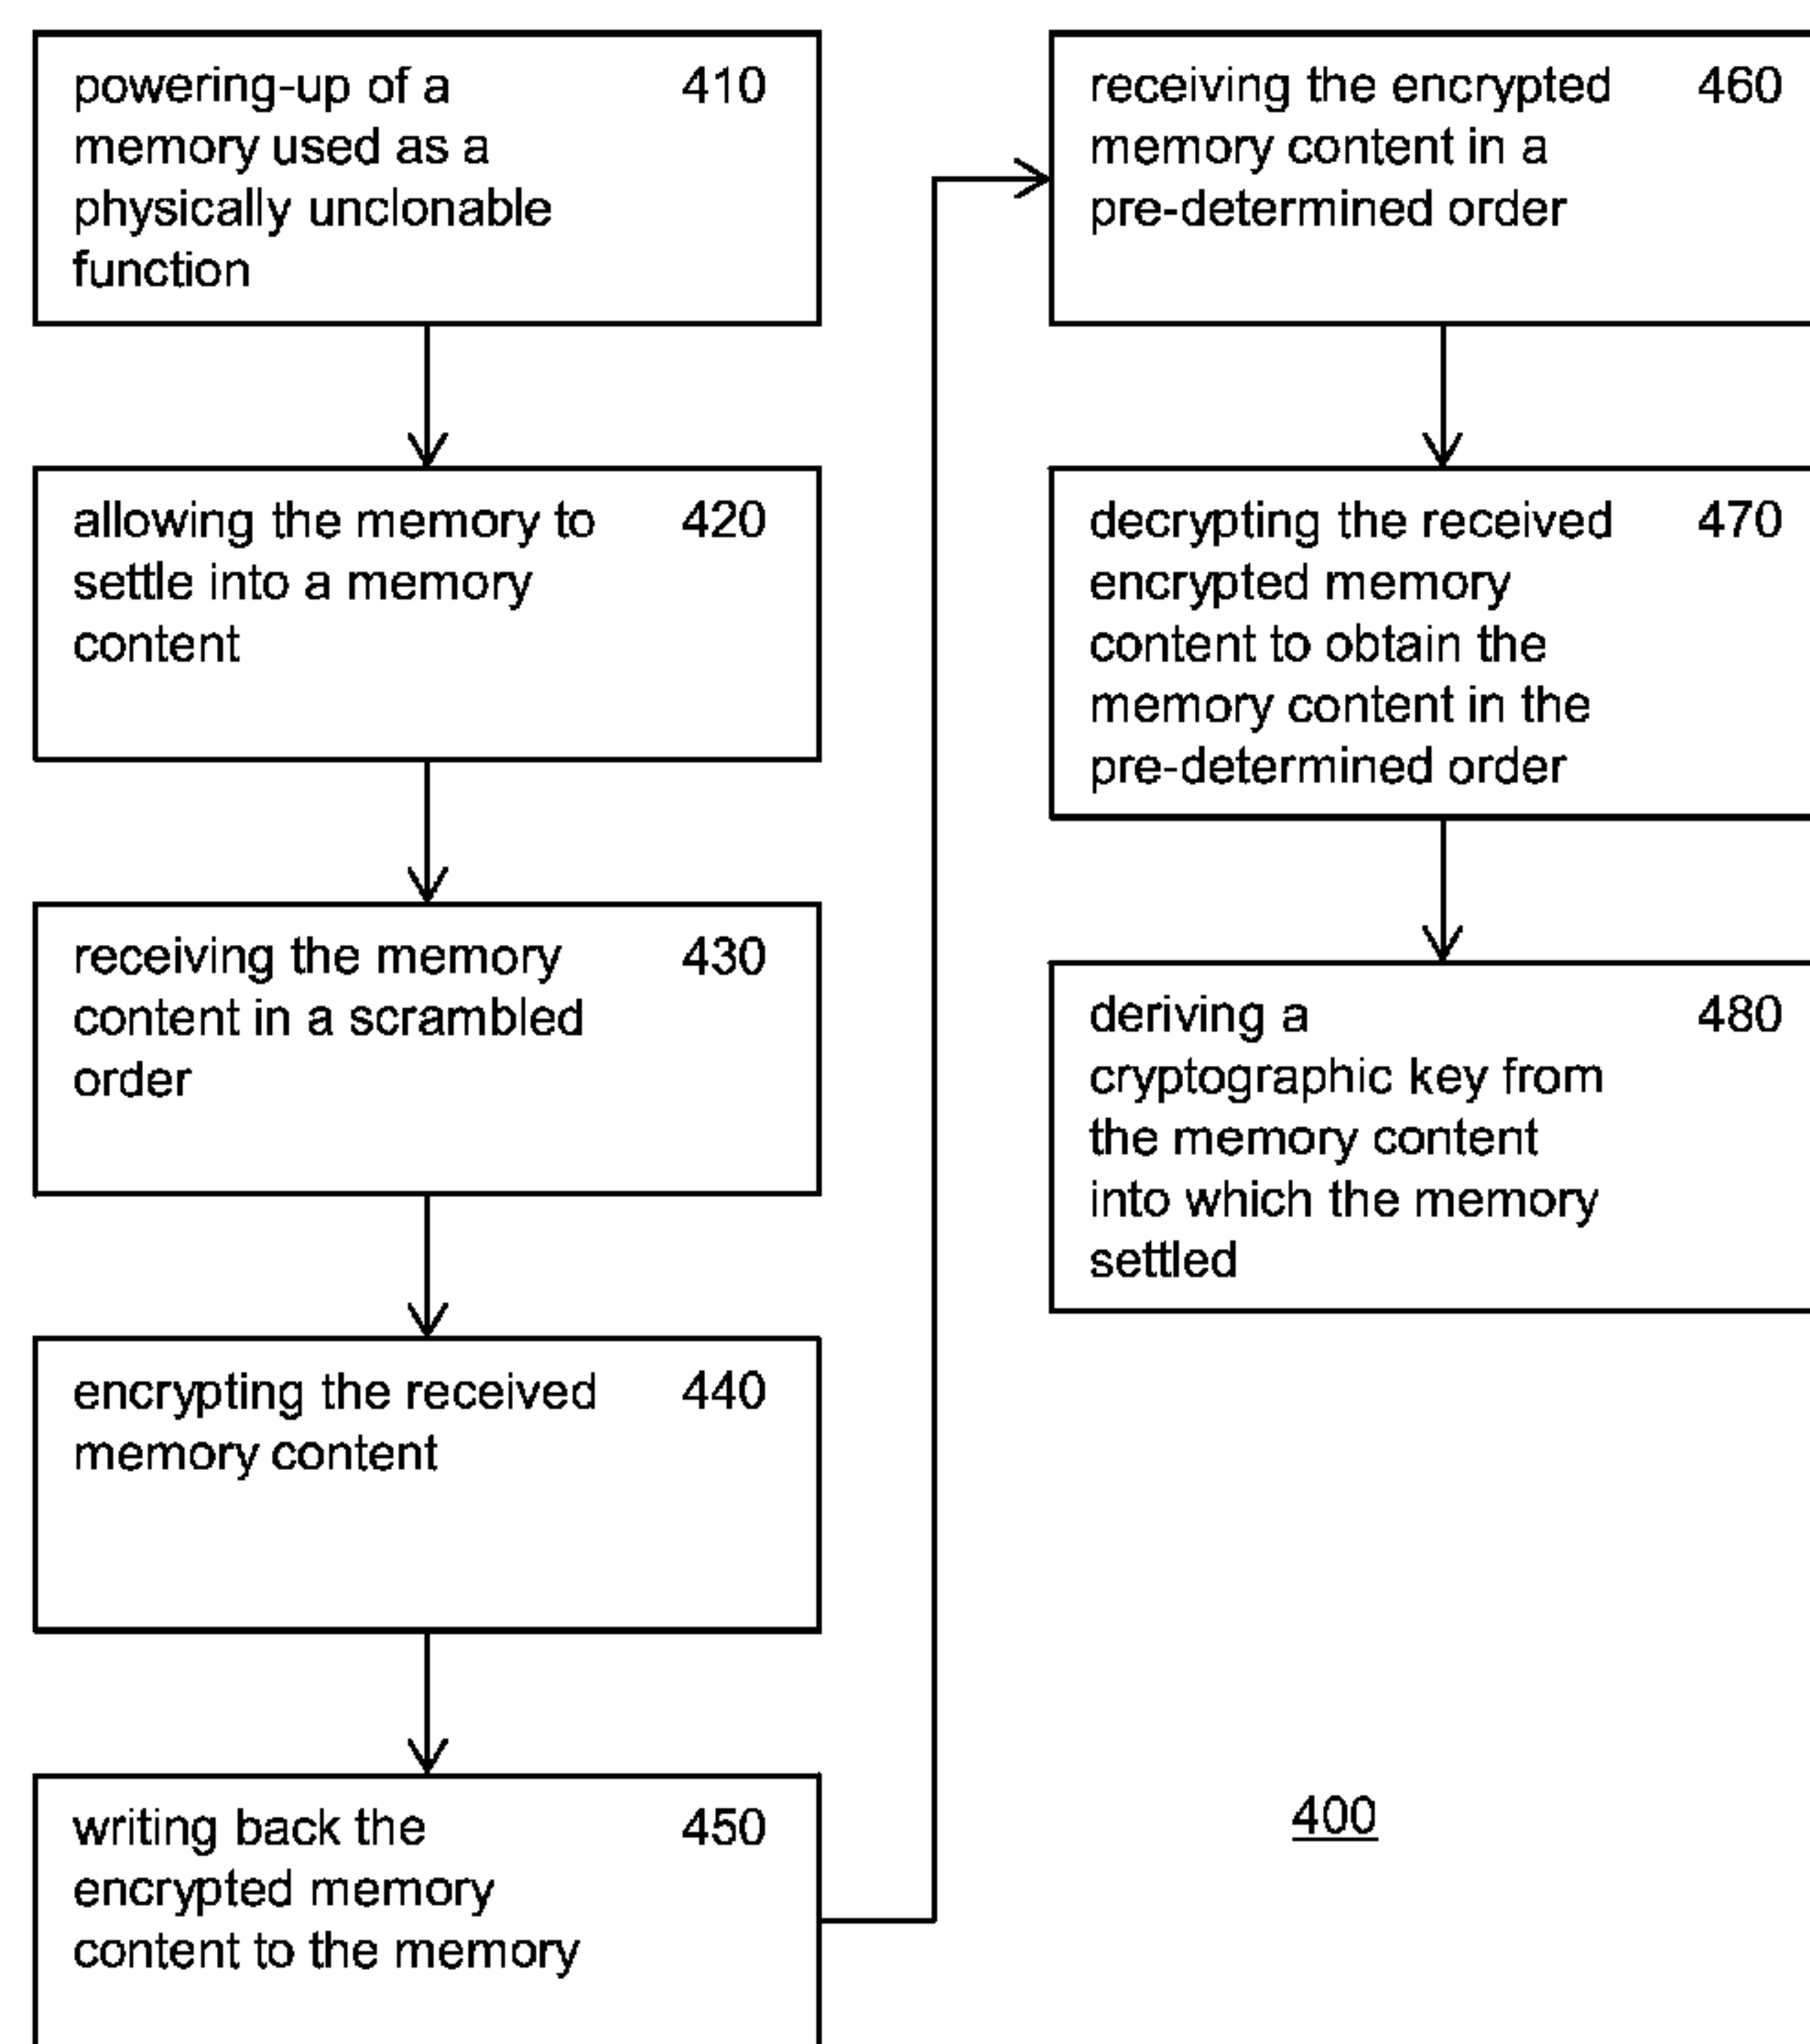 powering-up of a 410
memory used as a
physically unclonable
function
allowing the memory to 420
settle into a memory
content
receiving the memory 430
content in a scrambled
order
encrypting the received 440
memory content
writing back the 450
encrypted memory
content to the memory
receiving the encrypted 460
memory content in a
pre-determined order
decrypting the received 470
encrypted memory
content to obtain the
memory content in the
pre-determined order
deriving a 480
cryptographic key from
the memory content
into which the memory
settled
400